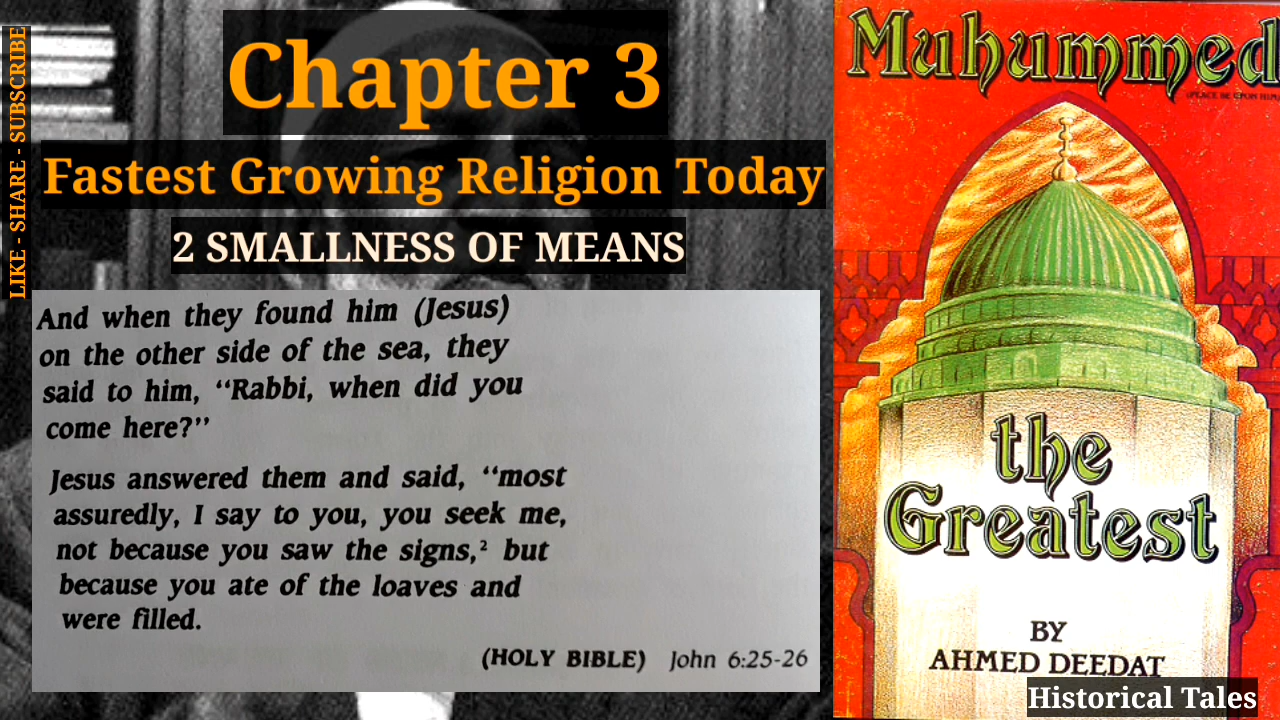 LIKE - SHARE - SUBSCRIBE
Chapter 3
Fastest Growing Religion Today
2 SMALLNESS OF MEANS
And when they found him (Jesus)
on the other side of the sea, they
said to him, “Rabbi, when did you
come here?”
Jesus answered them and said, “most
assuredly, I say to you, you seek me,
not because you saw the signs,² but
because you ate of the loaves and
were filled.
(HOLY BIBLE) John 6:25-26
Muhummed
(PEACE BE UPON HIM)
the
Greatest
BY
AHMED DEEDAT
Historical Tales